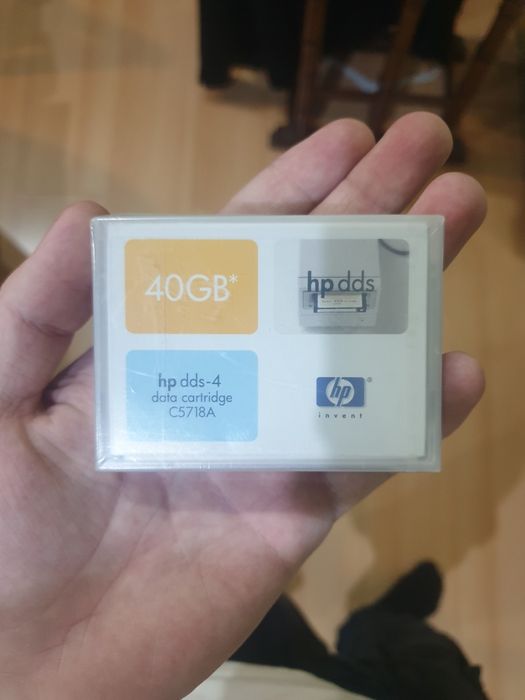 40GB*
hp dds
hp dds-4
data cartridge
C5718A
hp®
invent